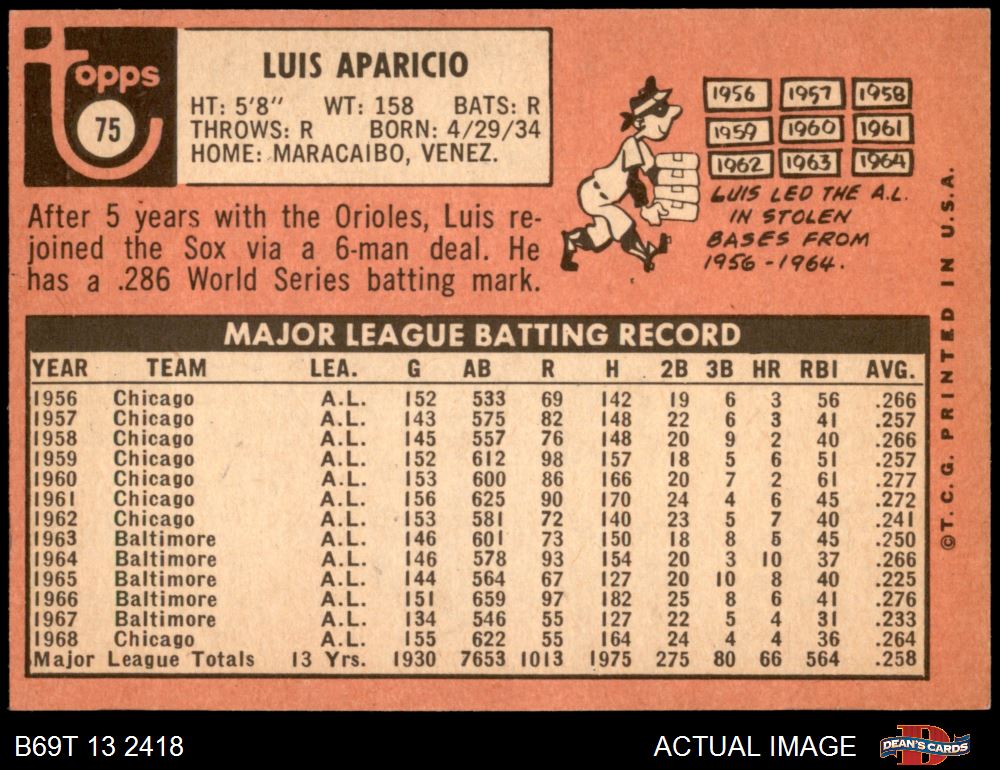 Topps
75
LUIS APARICIO
HT: 5'8" WT: 158 BATS: R
THROWS: R BORN: 4/29/34
HOME: MARACAIBO, VENEZ.
After 5 years with the Orioles, Luis re-
joined the Sox via a 6-man deal. He
has a .286 World Series batting mark.
1956 1957 1958
1959 1960 1961
1962 1963 1964
LUIS LED THE A.L.
IN STOLEN
BASES FROM
1956-1964.
MAJOR LEAGUE BATTING RECORD
YEAR TEAM LEA. G AB R H 2B 3B HR RBI AVG.
1956 Chicago A.L. 152 533 69 142 19 6 3 56 .266
1957 Chicago A.L. 143 575 82 148 22 6 3 41 .257
1958 Chicago A.L. 145 557 76 148 20 9 2 40 .266
1959 Chicago A.L. 152 612 98 157 18 5 6 51 .257
1960 Chicago A.L. 153 600 86 166 20 7 2 61 .277
1961 Chicago A.L. 156 625 90 170 24 4 6 45 .272
1962 Chicago A.L. 153 581 72 140 23 5 7 40 .241
1963 Baltimore A.L. 146 601 73 150 18 8 5 45 .250
1964 Baltimore A.L. 146 578 93 154 20 3 10 37 .266
1965 Baltimore A.L. 144 564 67 127 20 10 8 40 .225
1966 Baltimore A.L. 151 659 97 182 25 8 6 41 .276
1967 Baltimore A.L. 134 546 55 127 22 5 4 31 .233
1968 Chicago A.L. 155 622 55 164 24 4 4 36 .264
Major League Totals 13 Yrs. 1930 7653 1013 1975 275 80 66 564 .258
©T.C.G. PRINTED IN U.S.A.
B69T 13 2418
ACTUAL IMAGE
D
DEAN'S CARDS